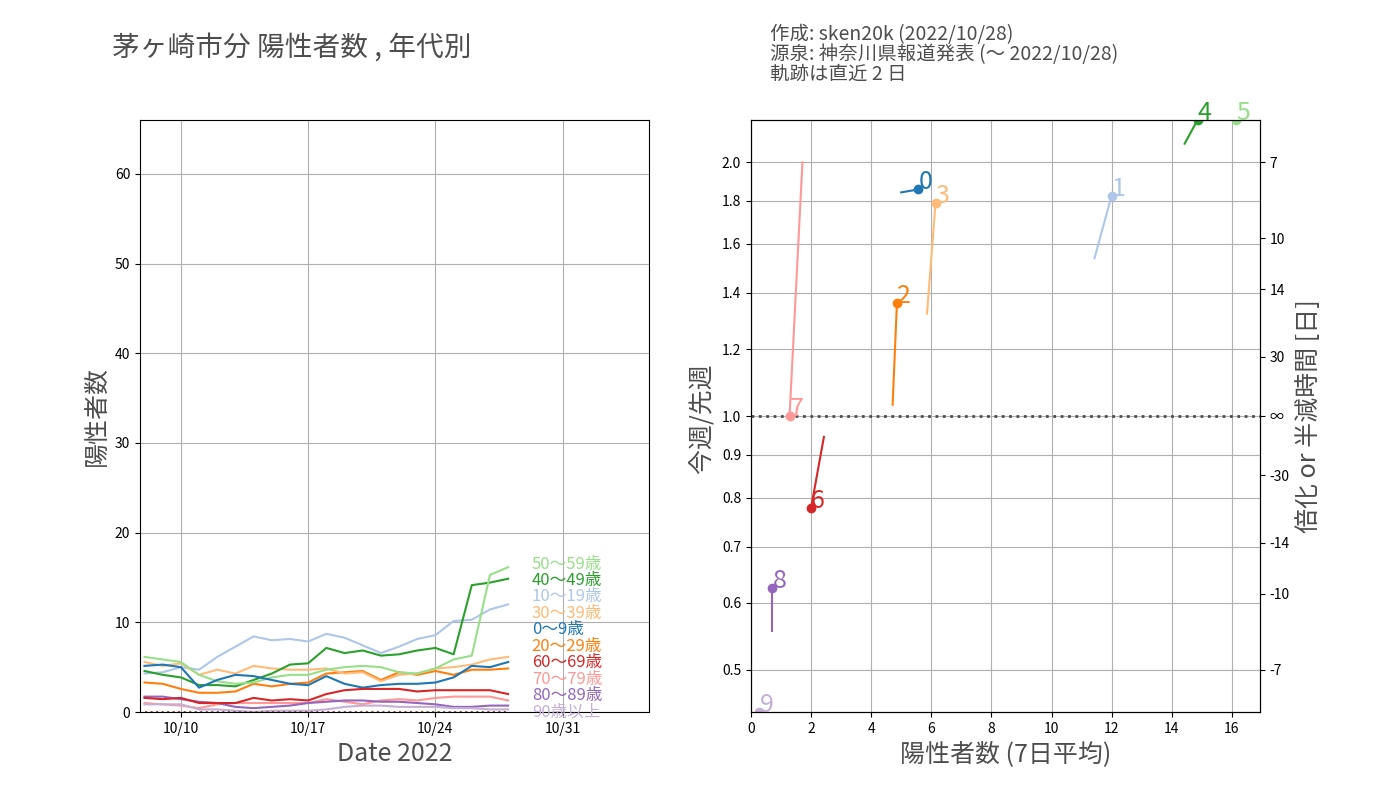 茅ヶ崎市分 陽性者数 , 年代別
作成: sken20k (2022/10/28)
源泉: 神奈川県報道発表 (〜 2022/10/28)
軌跡は直近 2 日
陽性者数
60
50
40
30
20
10
0
10/10
10/17
10/24
10/31
Date 2022
50〜59歳
40〜49歳
10〜19歳
30〜39歳
0〜9歳
20〜29歳
60〜69歳
70〜79歳
80〜89歳
90歳以上
今週/先週
2.0
1.8
1.6
1.4
1.2
1.0
0.9
0.8
0.7
0.6
0.5
4
5
0
3
1
2
7
6
8
9
0
2
4
6
8
10
12
14
16
陽性者数 (7日平均)
7
10
14
30
∞
-30
-14
-10
-7
倍化 or 半減時間 [日]